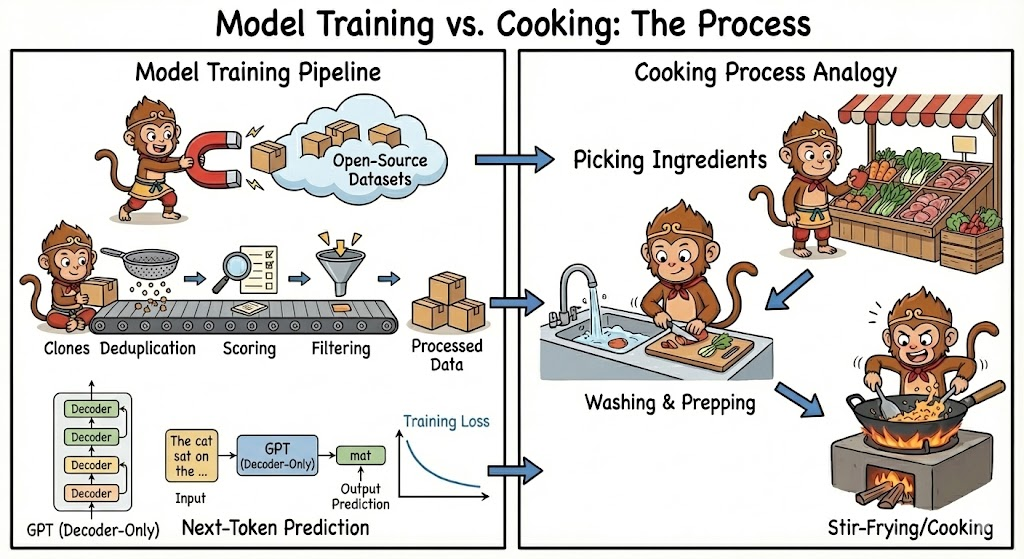 Model Training vs. Cooking: The Process
Model Training Pipeline
Open-Source
Datasets
Clones
Deduplication
Scoring
Filtering
Processed
Data
Decoder
Decoder
Decoder
Decoder
GPT (Decoder-Only)
The cat
sat on
the ...
Input
GPT
(Decoder-Only)
mat
Output
Prediction
Training Loss
Next-Token Prediction
Cooking Process Analogy
Picking Ingredients
Washing & Prepping
Stir-Frying/Cooking